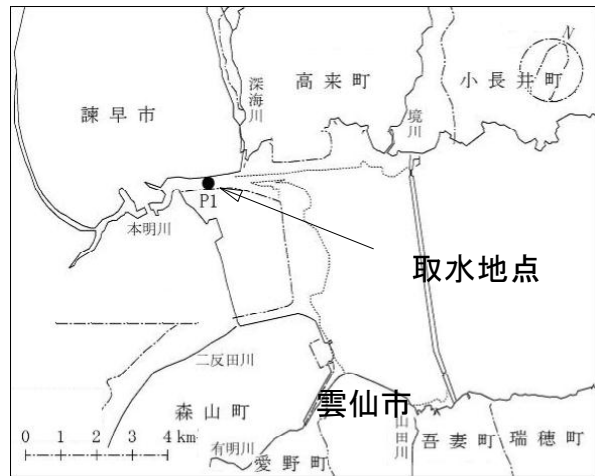 高来町
小長井町
N
深海川
境川
諫早市
P1
本明川
取水地点
二反田川
森山町
雲仙市
山田川
吾妻町
瑞穂町
有明川
愛野町
0 1 2 3 4 km